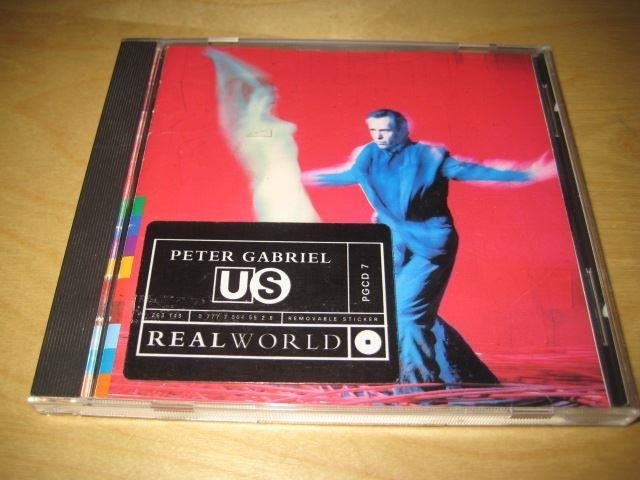 PETER GABRIEL
US
PGCD 7
REMOVABLE STICKER
REALWORLD